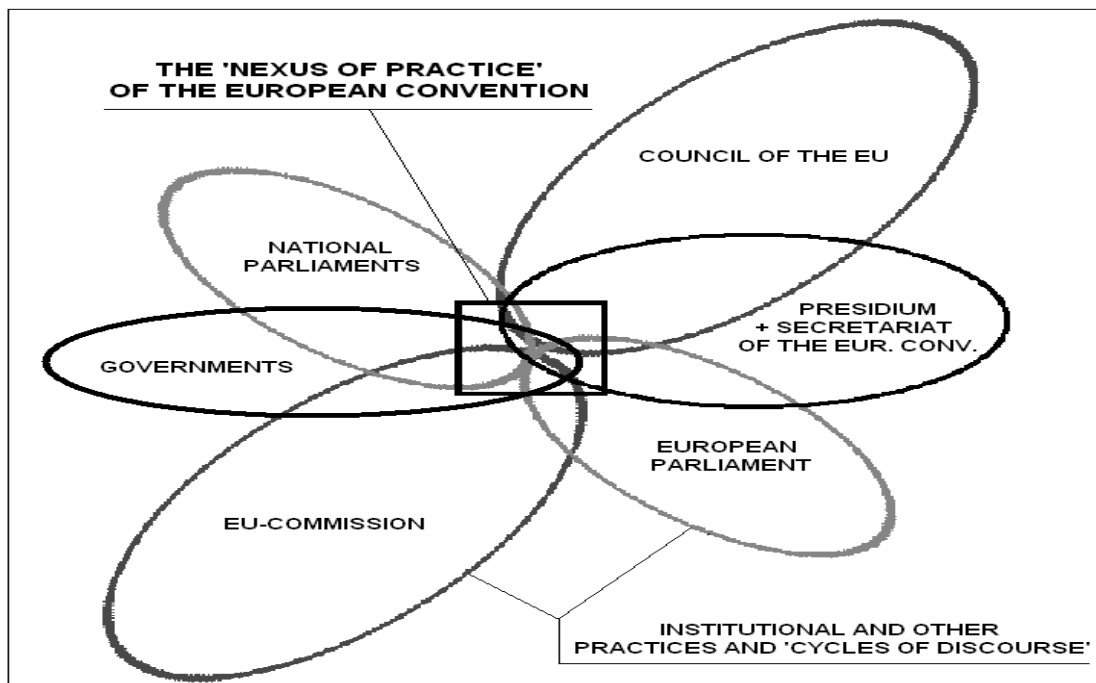 THE 'NEXUS OF PRACTICE'
OF THE EUROPEAN CONVENTION
COUNCIL OF THE EU
NATIONAL
PARLIAMENTS
PRESIDIUM
+ SECRETARIAT
OF THE EUR. CONV.
GOVERNMENTS
EUROPEAN
PARLIAMENT
EU-COMMISSION
INSTITUTIONAL AND OTHER
PRACTICES AND 'CYCLES OF DISCOURSE'